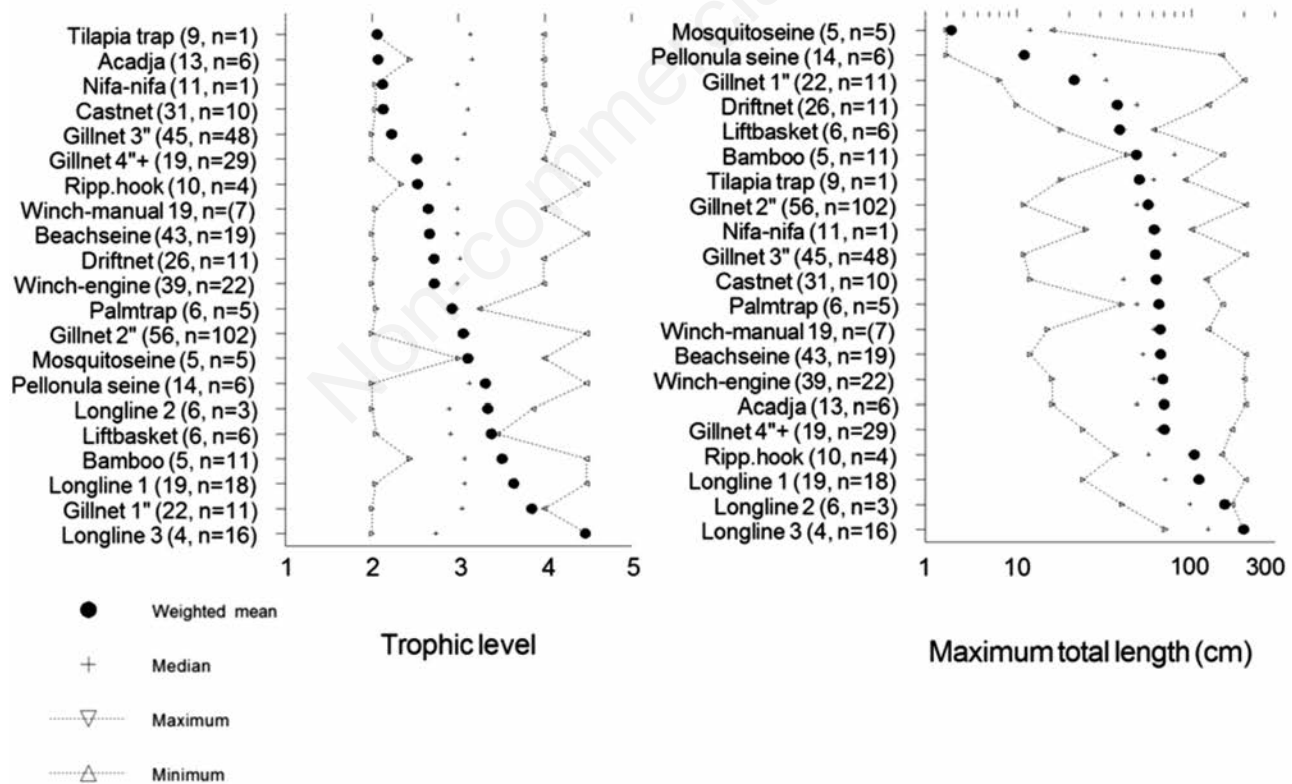 Tilapia trap (9, n=1)
Acadja (13, n=6)
Nifa-nifa (11, n=1)
Castnet (31, n=10)
Gillnet 3" (45, n=48)
Gillnet 4"+ (19, n=29)
Ripp.hook (10, n=4)
Winch-manual 19, n=(7)
Beachseine (43, n=19)
Driftnet (26, n=11)
Winch-engine (39, n=22)
Palmtrap (6, n=5)
Gillnet 2" (56, n=102)
Mosquitoseine (5, n=5)
Pellonula seine (14, n=6)
Longline 2 (6, n=3)
Liftbasket (6, n=6)
Bamboo (5, n=11)
Longline 1 (19, n=18)
Gillnet 1" (22, n=11)
Longline 3 (4, n=16)
1 2 3 4 5
Trophic level
Mosquitoseine (5, n=5)
Pellonula seine (14, n=6)
Gillnet 1" (22, n=11)
Driftnet (26, n=11)
Liftbasket (6, n=6)
Bamboo (5, n=11)
Tilapia trap (9, n=1)
Gillnet 2" (56, n=102)
Nifa-nifa (11, n=1)
Gillnet 3" (45, n=48)
Castnet (31, n=10)
Palmtrap (6, n=5)
Winch-manual 19, n=(7)
Beachseine (43, n=19)
Winch-engine (39, n=22)
Acadja (13, n=6)
Gillnet 4"+ (19, n=29)
Ripp.hook (10, n=4)
Longline 1 (19, n=18)
Longline 2 (6, n=3)
Longline 3 (4, n=16)
1 10 100 300
Maximum total length (cm)
Weighted mean
Median
Maximum
Minimum